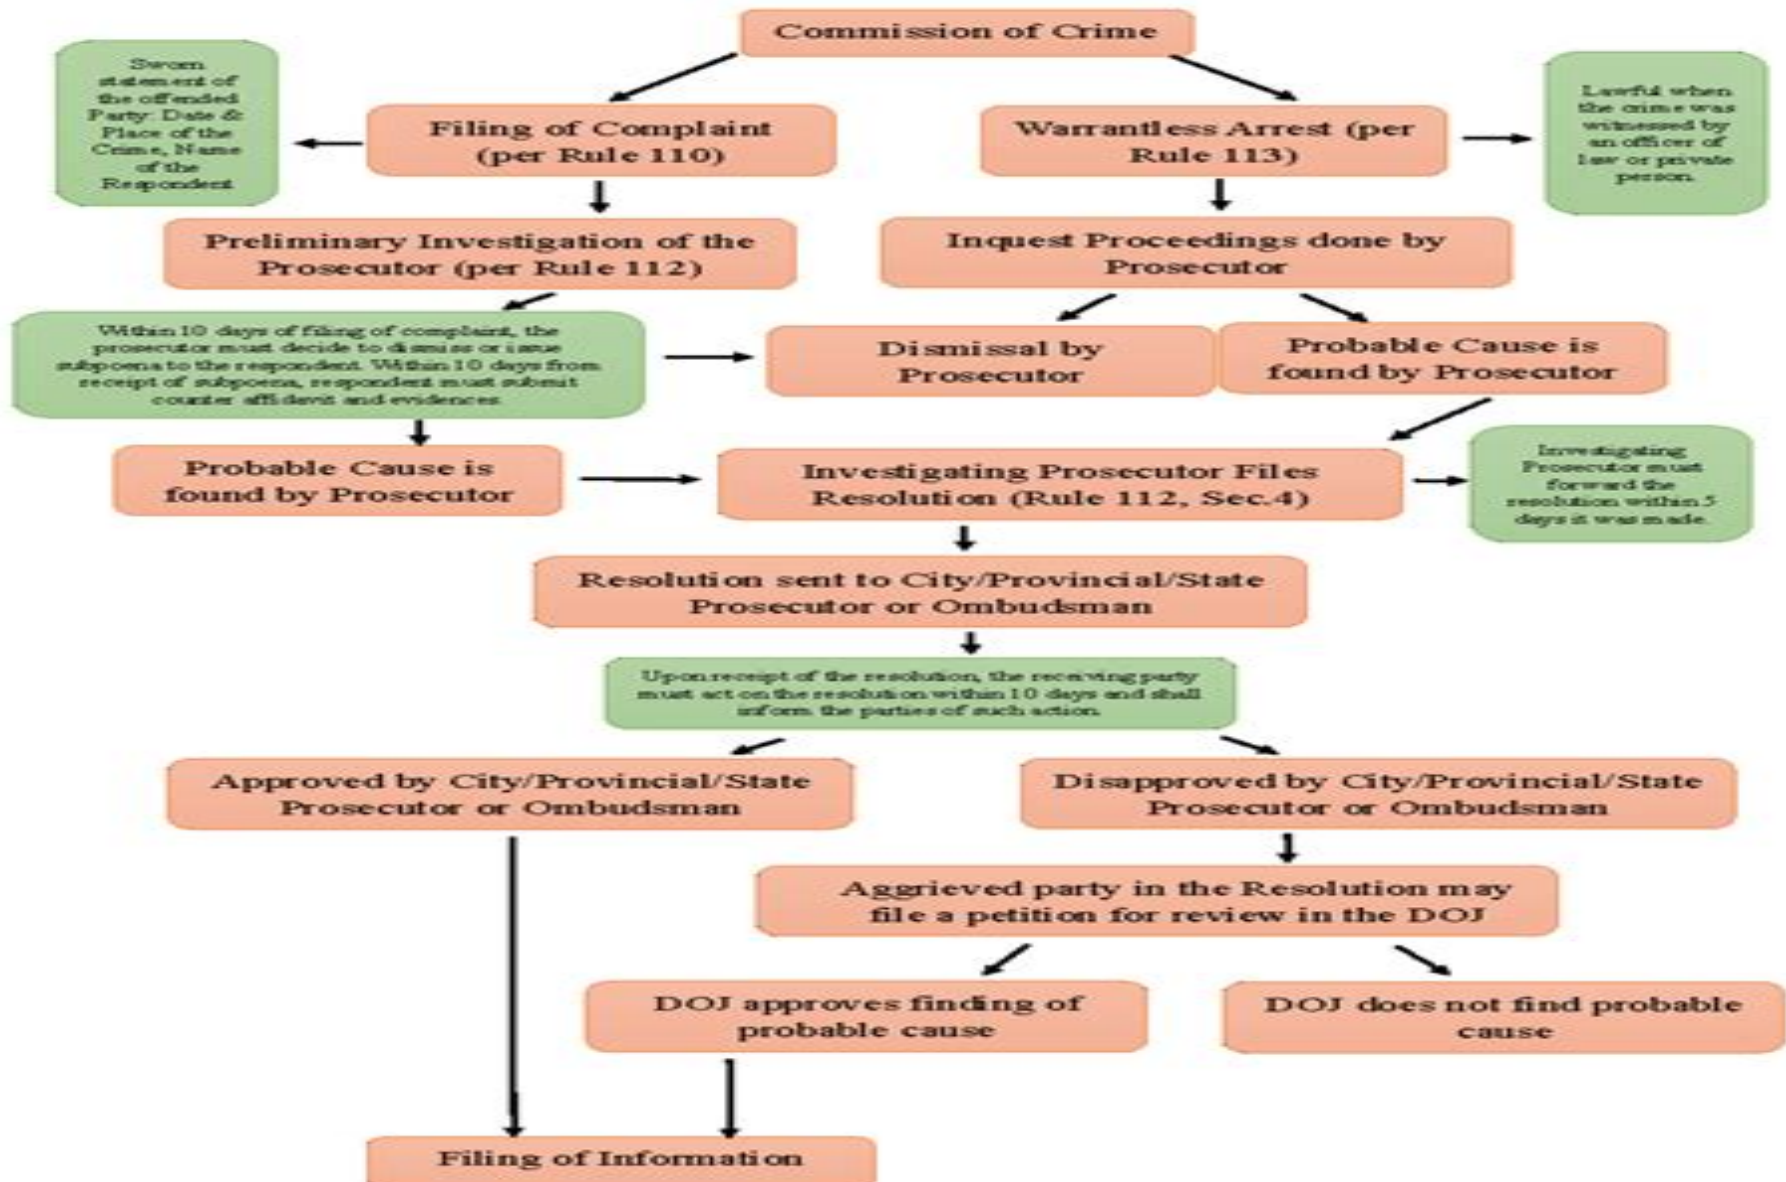 Commission of Crime
Sworn
statement of
the offended
Party: Date &
Place of the
Crime, Name
of the
Respondent
Filing of Complaint
(per Rule 110)
Warrantless Arrest (per
Rule 113)
Lawful when
the crime was
witnessed by
an officer of
law or private
person.
Preliminary Investigation of the
Prosecutor (per Rule 112)
Inquest Proceedings done by
Prosecutor
Within 10 days of filing of complaint, the
prosecutor must decide to dismiss or issue
subpoena to the respondent. Within 10 days from
receipt of subpoena, respondent must submit
counter affidavit and evidences
Dismissal by
Prosecutor
Probable Cause is
found by Prosecutor
Probable Cause is
found by Prosecutor
Investigating Prosecutor Files
Resolution (Rule 112, Sec.4)
Investigating
Prosecutor must
forward the
resolution within 5
days it was made.
Resolution sent to City/Provincial/State
Prosecutor or Ombudsman
Upon receipt of the resolution, the receiving party
must act on the resolution within 10 days and shall
inform the parties of such action.
Approved by City/Provincial/State
Prosecutor or Ombudsman
Disapproved by City/Provincial/State
Prosecutor or Ombudsman
Aggrieved party in the Resolution may
file a petition for review in the DOJ
DOJ approves finding of
probable cause
DOJ does not find probable
cause
Filing of Information